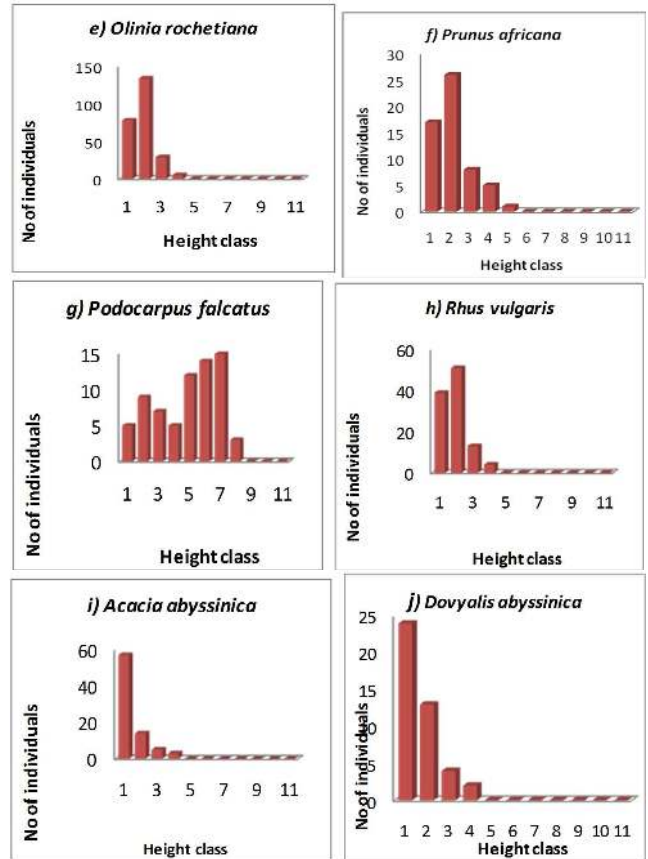 e) Olinia rochetiana
No of individuals
150
100
50
0
1 3 5 7 9 11
Height class
f) Prunus africana
No of individuals
30
25
20
15
10
5
0
1 2 3 4 5 6 7 8 9 10 11
Height class
g) Podocarpus falcatus
No of individuals
15
10
5
0
1 3 5 7 9 11
Height class
h) Rhus vulgaris
No of individuals
60
40
20
0
1 3 5 7 9 11
Height class
i) Acacia abyssinica
No of individuals
60
40
20
0
1 3 5 7 9 11
Height class
j) Dovyalis abyssinica
No of individuals
25
20
15
10
5
0
1 2 3 4 5 6 7 8 9 10 11
Height class